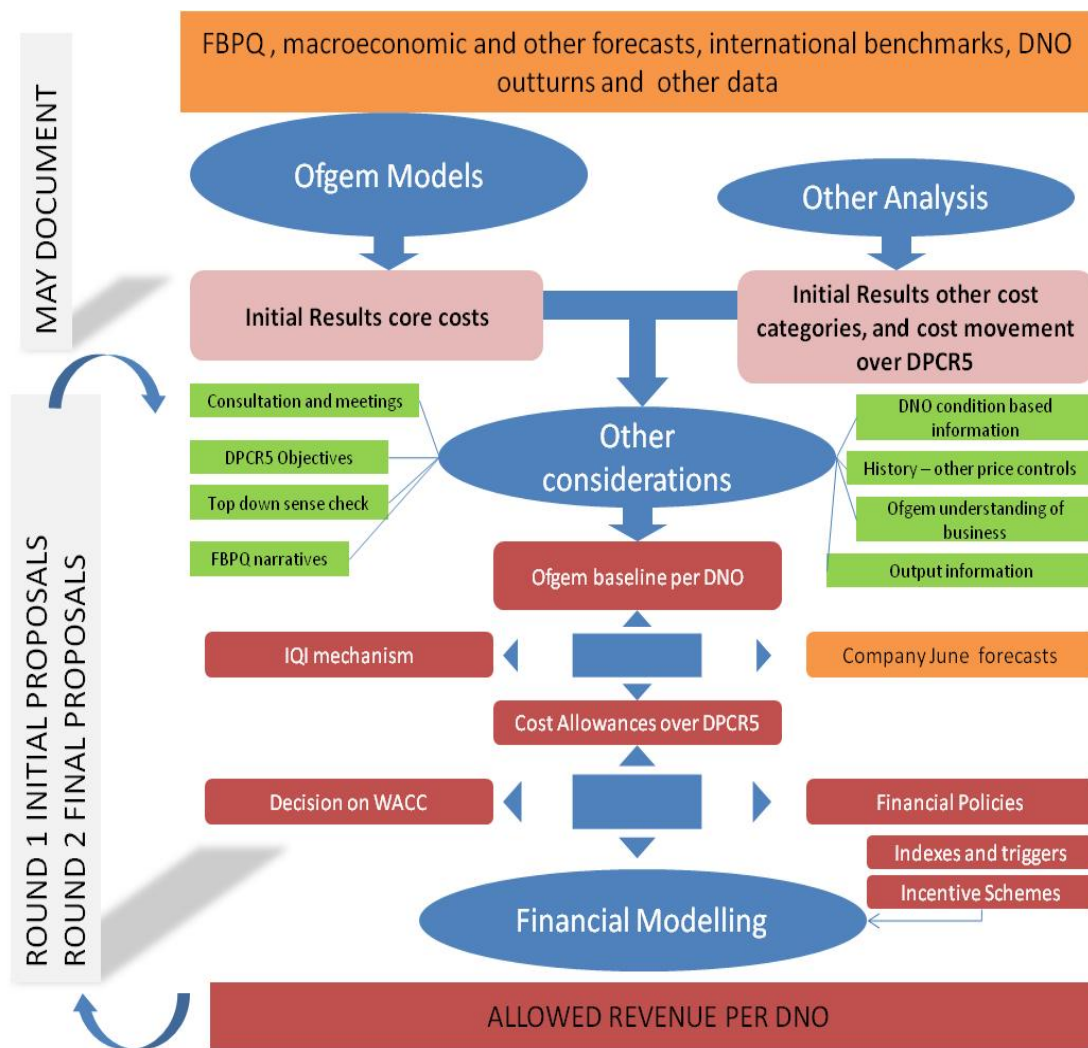 FBPQ , macroeconomic and other forecasts, international benchmarks, DNO
outturns and other data
MAY DOCUMENT
Ofgem Models
Other Analysis
Initial Results core costs
Initial Results other cost
categories, and cost movement
over DPCR5
Consultation and meetings
DPCR5 Objectives
Top down sense check
FBPQ narratives
Other
considerations
DNO condition based
information
History – other price controls
Ofgem understanding of
business
Output information
ROUND 1 INITIAL PROPOSALS
ROUND 2 FINAL PROPOSALS
Ofgem baseline per DNO
IQI mechanism
Company June forecasts
Cost Allowances over DPCR5
Decision on WACC
Financial Policies
Indexes and triggers
Incentive Schemes
Financial Modelling
ALLOWED REVENUE PER DNO